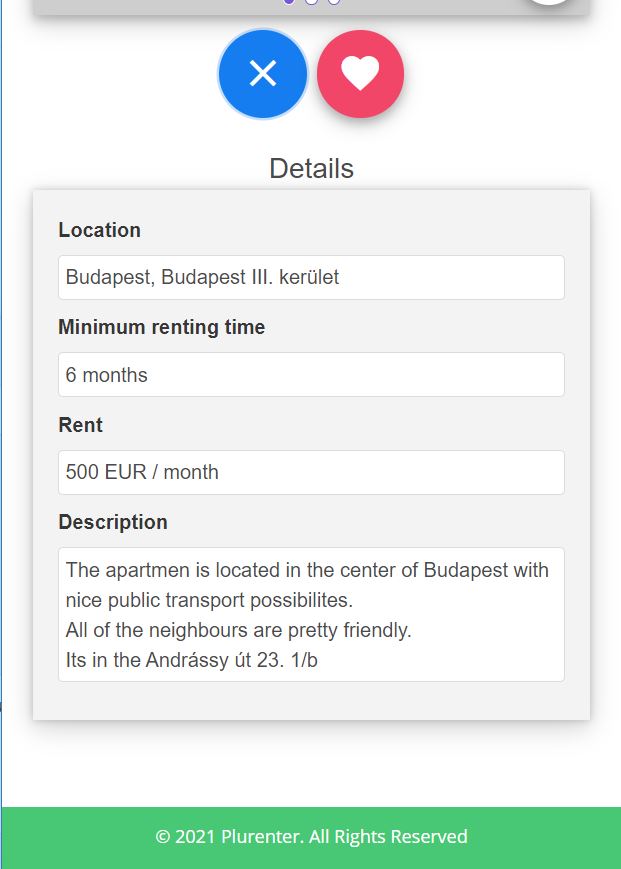 Details
Location
Budapest, Budapest III. kerület
Minimum renting time
6 months
Rent
500 EUR / month
Description
The apartmen is located in the center of Budapest with
nice public transport possibilites.
All of the neighbours are pretty friendly.
Its in the Andrássy út 23. 1/b
© 2021 Plurenter. All Rights Reserved